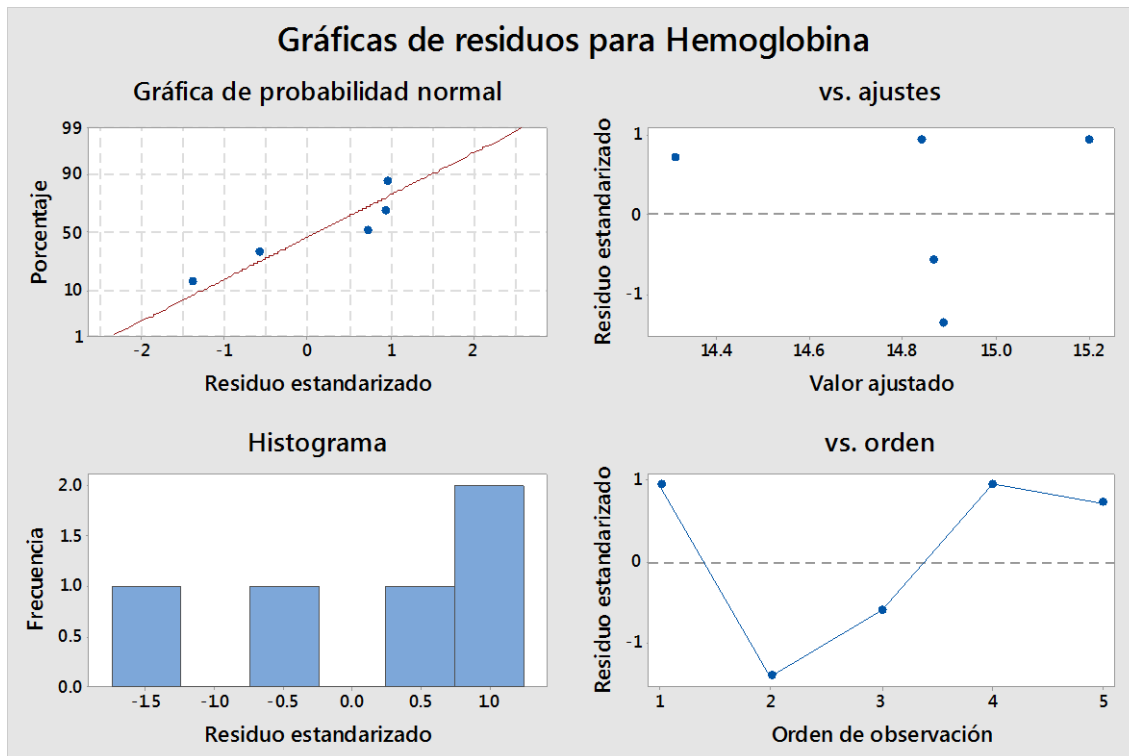 Gráficas de residuos para Hemoglobina
Gráfica de probabilidad normal
99
90
50
10
1
Porcentaje
-2 -1 0 1 2
Residuo estandarizado
vs. ajustes
1
0
-1
Residuo estandarizado
14.4 14.6 14.8 15.0 15.2
Valor ajustado
Histograma
2.0
1.5
1.0
0.5
0.0
Frecuencia
-1.5 -1.0 -0.5 0.0 0.5 1.0
Residuo estandarizado
vs. orden
1
0
-1
Residuo estandarizado
1 2 3 4 5
Orden de observación